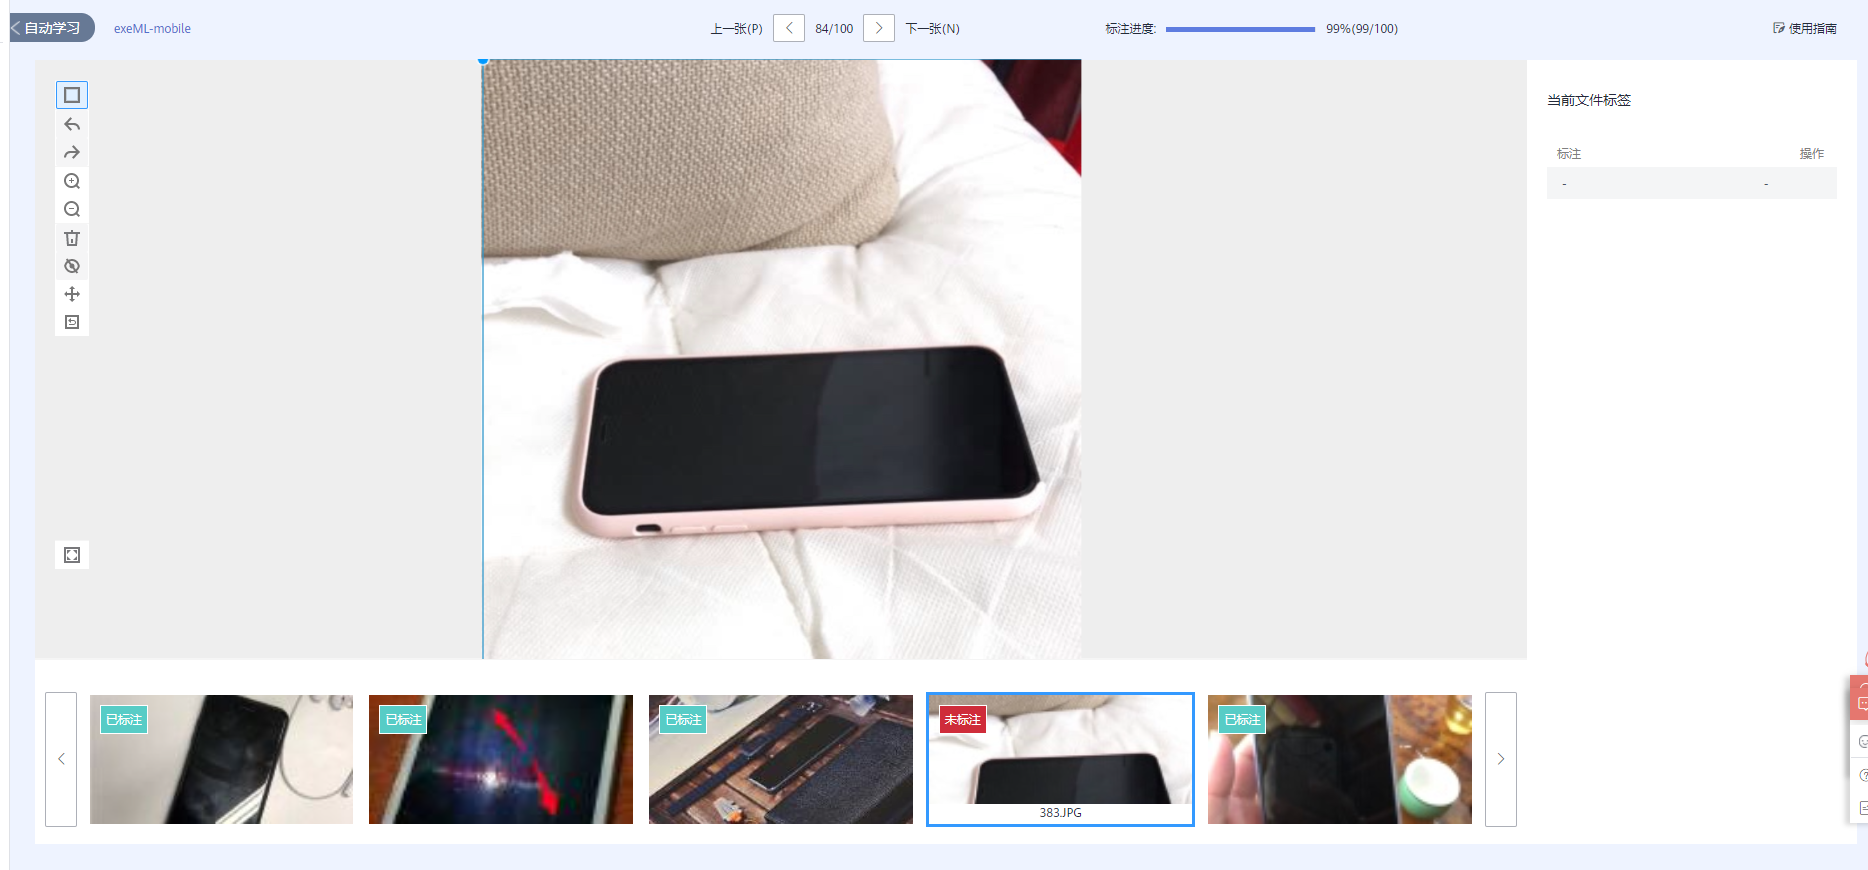 自动学习
exeML-mobile
上一张(P)
84/100
下一张(N)
标注进度:
99%(99/100)
使用指南
当前文件标签
标注
操作
-
-
已标注
已标注
已标注
未标注
383.JPG
已标注